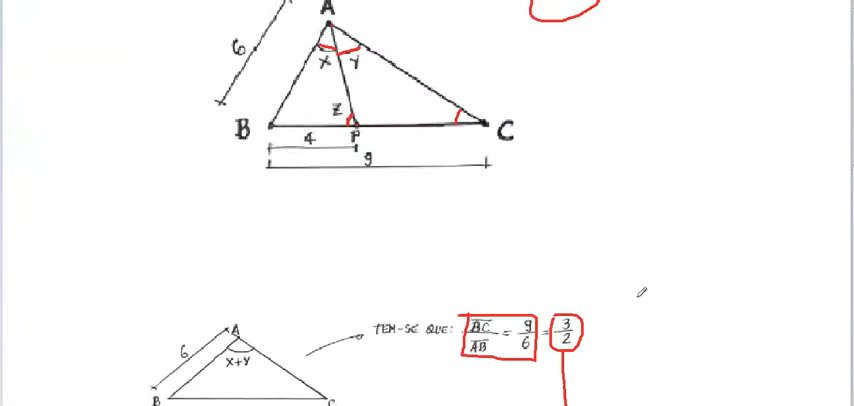 A
6
X Y
Z
B 4 P C
9
TEM-SE QUE: BC/AB = 9/6 = 3/2
A
6
X+Y
B C